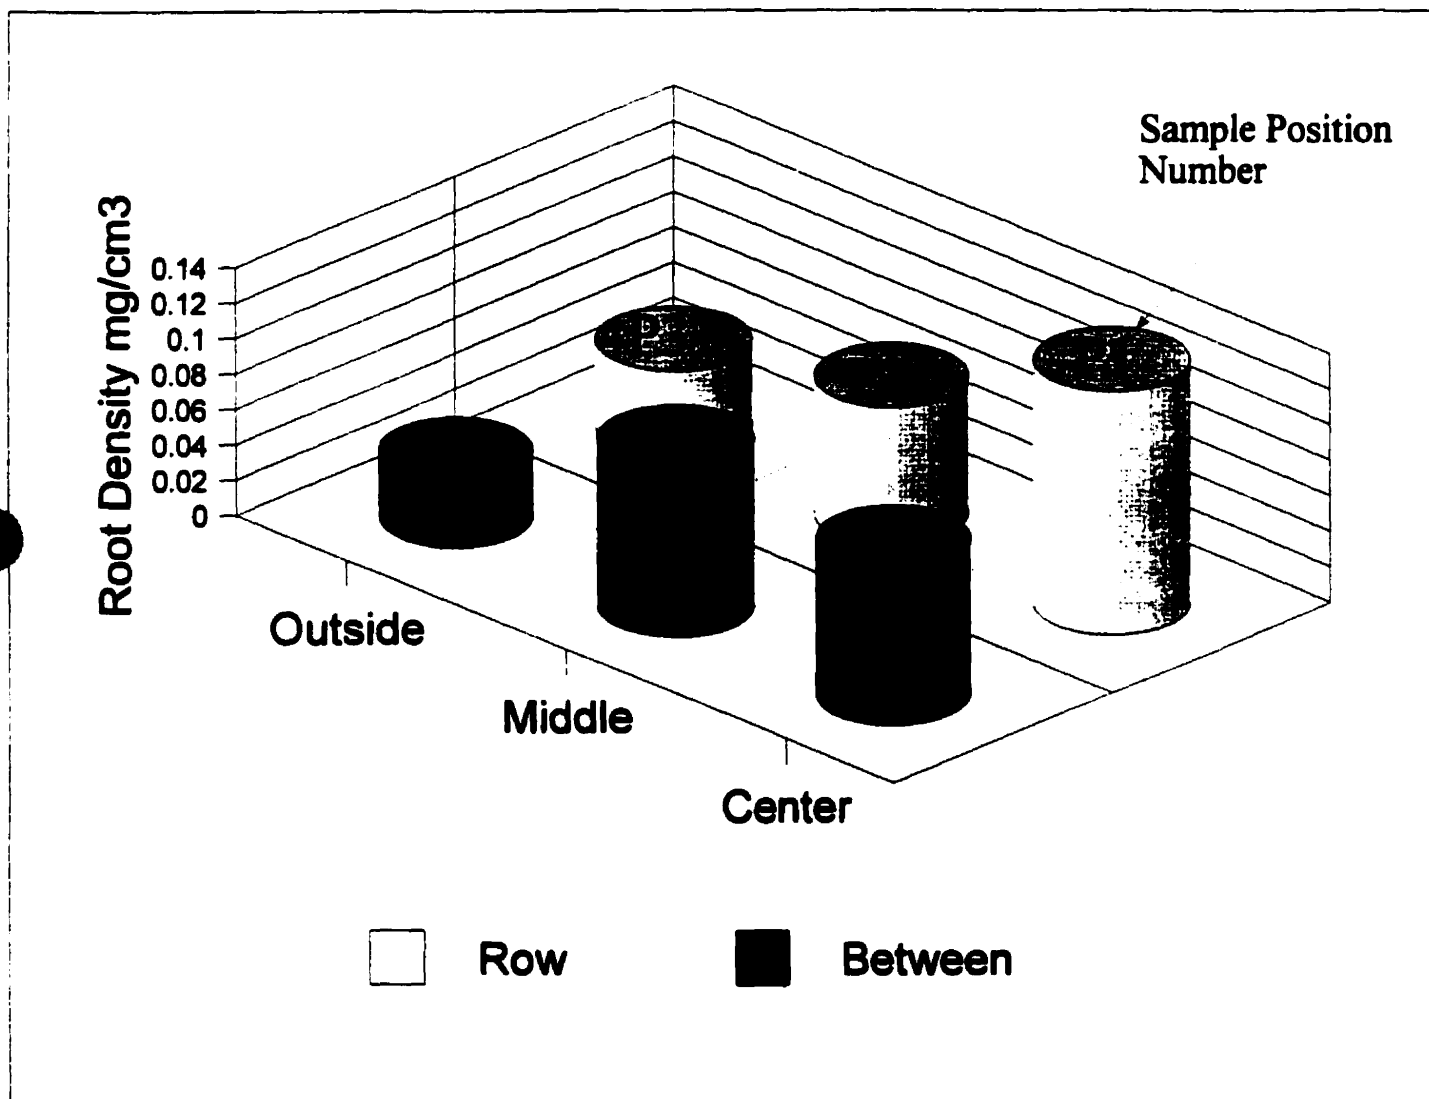 Sample Position
Number
Root Density mg/cm3
0.14
0.12
0.1
0.08
0.06
0.04
0.02
0
Outside
Middle
Center
Row
Between